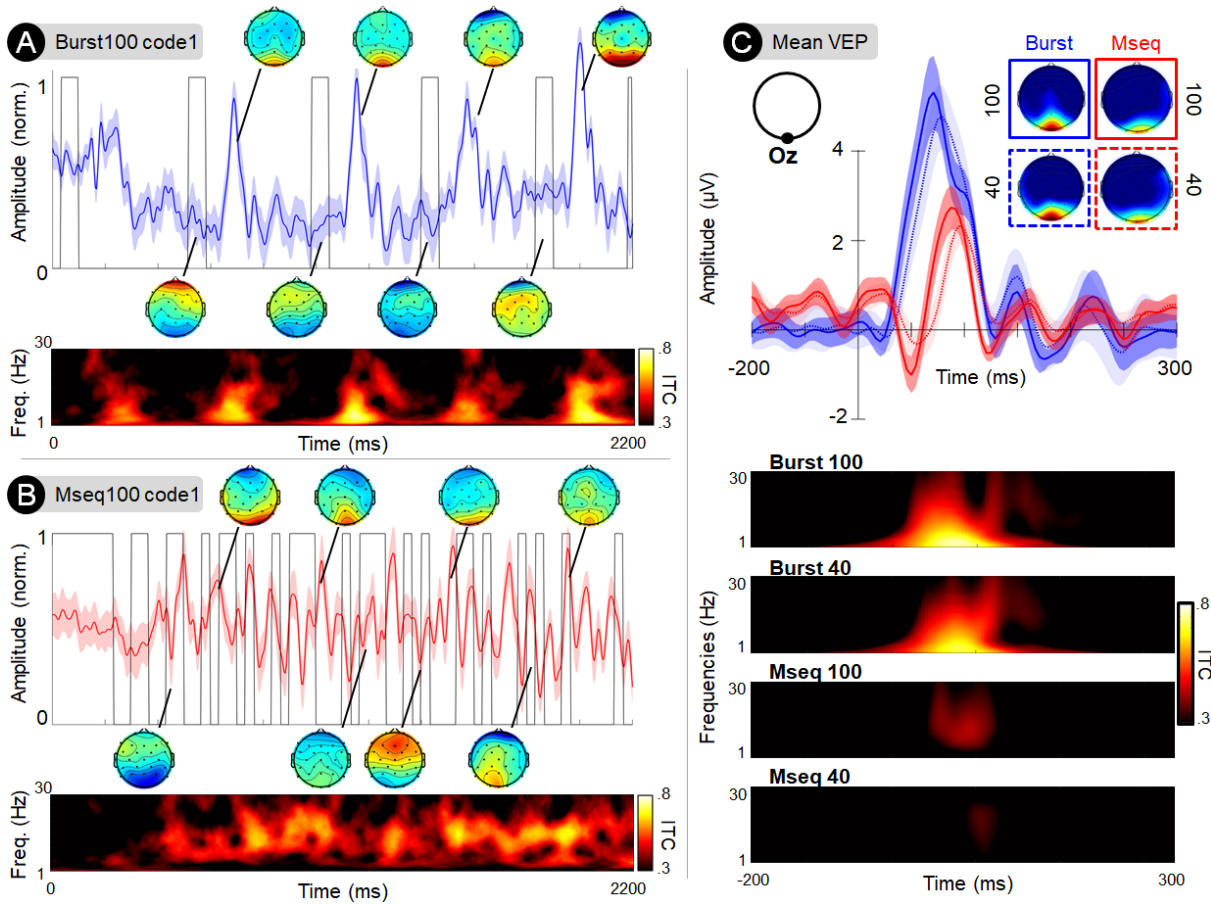 A Burst100 code1
Amplitude (norm.)
1
0
Freq. (Hz)
30
1
.8
ITC
.3
0
Time (ms)
2200
B Mseq100 code1
Amplitude (norm.)
1
0
Freq. (Hz)
30
1
.8
ITC
.3
0
Time (ms)
2200
C Mean VEP
Burst Mseq
100 100
40 40
Oz
Amplitude (µV)
4
2
-2
-200
Time (ms)
300
Burst 100
30
1
Burst 40
30
1
Mseq 100
30
1
Mseq 40
30
1
Frequencies (Hz)
.8
ITC
.3
-200
Time (ms)
300